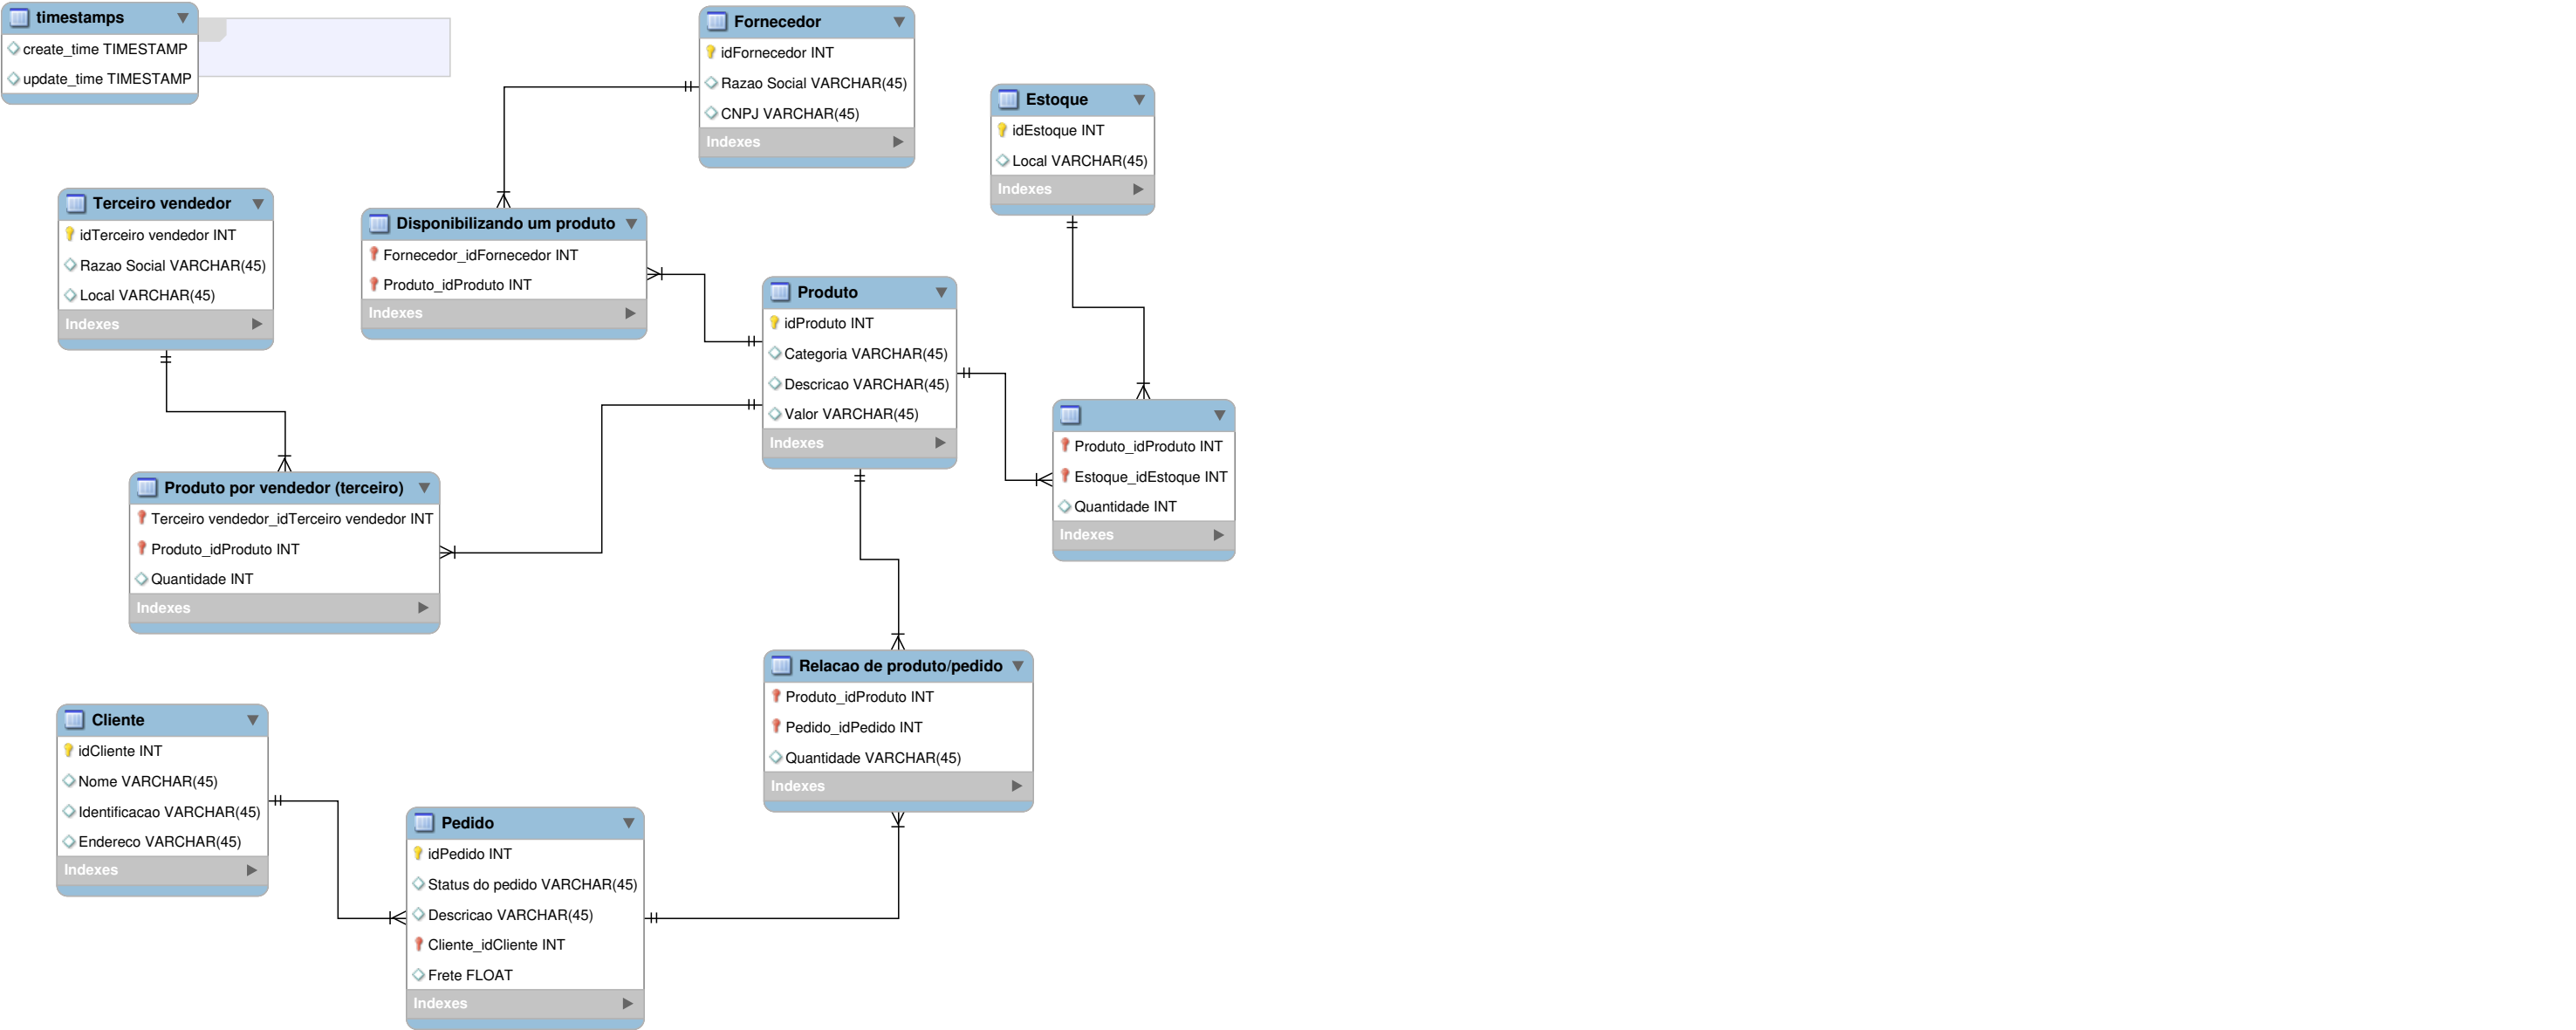 timestamps
create_time TIMESTAMP
update_time TIMESTAMP
Fornecedor
idFornecedor INT
Razao Social VARCHAR(45)
CNPJ VARCHAR(45)
Indexes
Estoque
idEstoque INT
Local VARCHAR(45)
Indexes
Terceiro vendedor
idTerceiro vendedor INT
Razao Social VARCHAR(45)
Local VARCHAR(45)
Indexes
Disponibilizando um produto
Fornecedor_idFornecedor INT
Produto_idProduto INT
Indexes
Produto
idProduto INT
Categoria VARCHAR(45)
Descricao VARCHAR(45)
Valor VARCHAR(45)
Indexes
Produto_idProduto INT
Estoque_idEstoque INT
Quantidade INT
Indexes
Produto por vendedor (terceiro)
Terceiro vendedor_idTerceiro vendedor INT
Produto_idProduto INT
Quantidade INT
Indexes
Relacao de produto/pedido
Produto_idProduto INT
Pedido_idPedido INT
Quantidade VARCHAR(45)
Indexes
Cliente
idCliente INT
Nome VARCHAR(45)
Identificacao VARCHAR(45)
Endereco VARCHAR(45)
Indexes
Pedido
idPedido INT
Status do pedido VARCHAR(45)
Descricao VARCHAR(45)
Cliente_idCliente INT
Frete FLOAT
Indexes